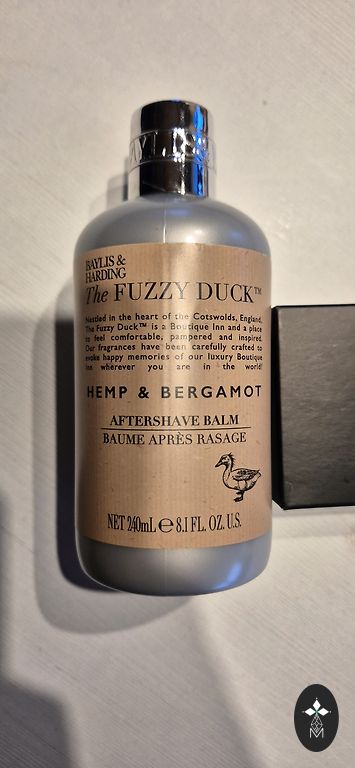 BAYLIS &
HARDING
The FUZZY DUCK™
Nestled in the heart of the Cotswolds, England,
The Fuzzy Duck™ is a Boutique Inn and a place
to feel comfortable, pampered and inspired.
Our fragrances have been carefully crafted to
evoke happy memories of our luxury Boutique
Inn wherever you are in the world!
HEMP & BERGAMOT
AFTERSHAVE BALM
BAUME APRÈS RASAGE
NET 240mL ℮ 8.1 FL. OZ. U.S.
M